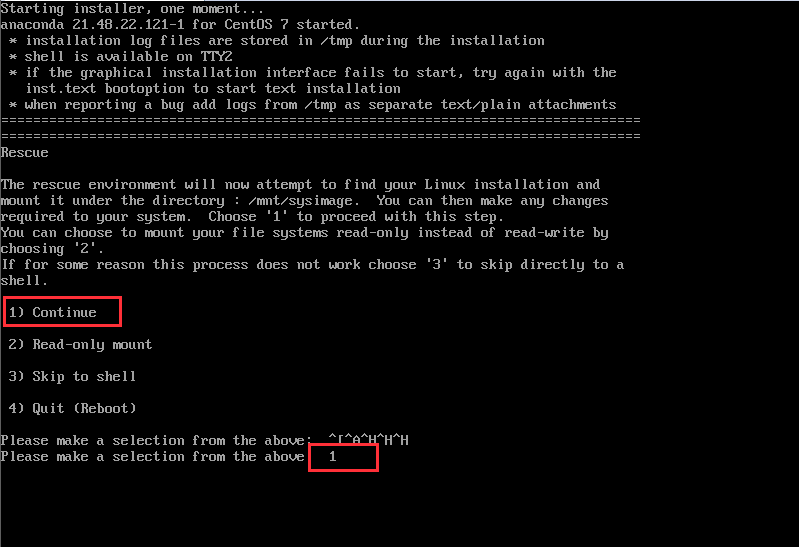 Starting installer, one moment...
anaconda 21.48.22.121-1 for CentOS 7 started.
* installation log files are stored in /tmp during the installation
* shell is available on TTY2
* if the graphical installation interface fails to start, try again with the
inst.text bootoption to start text installation
* when reporting a bug add logs from /tmp as separate text/plain attachments
================================================================================
================================================================================
Rescue
The rescue environment will now attempt to find your Linux installation and
mount it under the directory : /mnt/sysimage.  You can then make any changes
required to your system.  Choose '1' to proceed with this step.
You can choose to mount your file systems read-only instead of read-write by
choosing '2'.
If for some reason this process does not work choose '3' to skip directly to a
shell.
1) Continue
2) Read-only mount
3) Skip to shell
4) Quit (Reboot)
Please make a selection from the above:  ^[^A^H^H^H
Please make a selection from the above   1